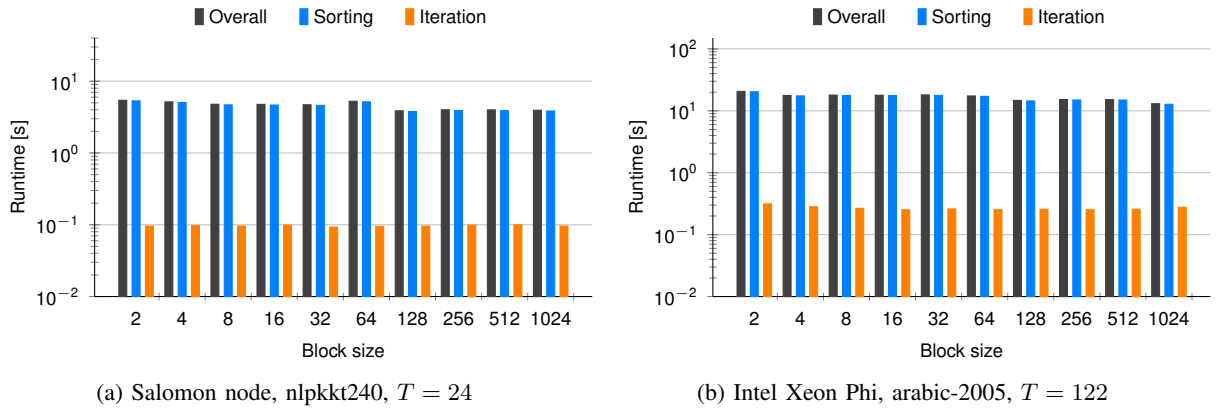 Overall Sorting Iteration
Runtime [s]
10^1
10^0
10^−1
10^−2
2 4 8 16 32 64 128 256 512 1024
Block size
(a) Salomon node, nlpkkt240, T = 24
Overall Sorting Iteration
Runtime [s]
10^2
10^1
10^0
10^−1
10^−2
2 4 8 16 32 64 128 256 512 1024
Block size
(b) Intel Xeon Phi, arabic-2005, T = 122